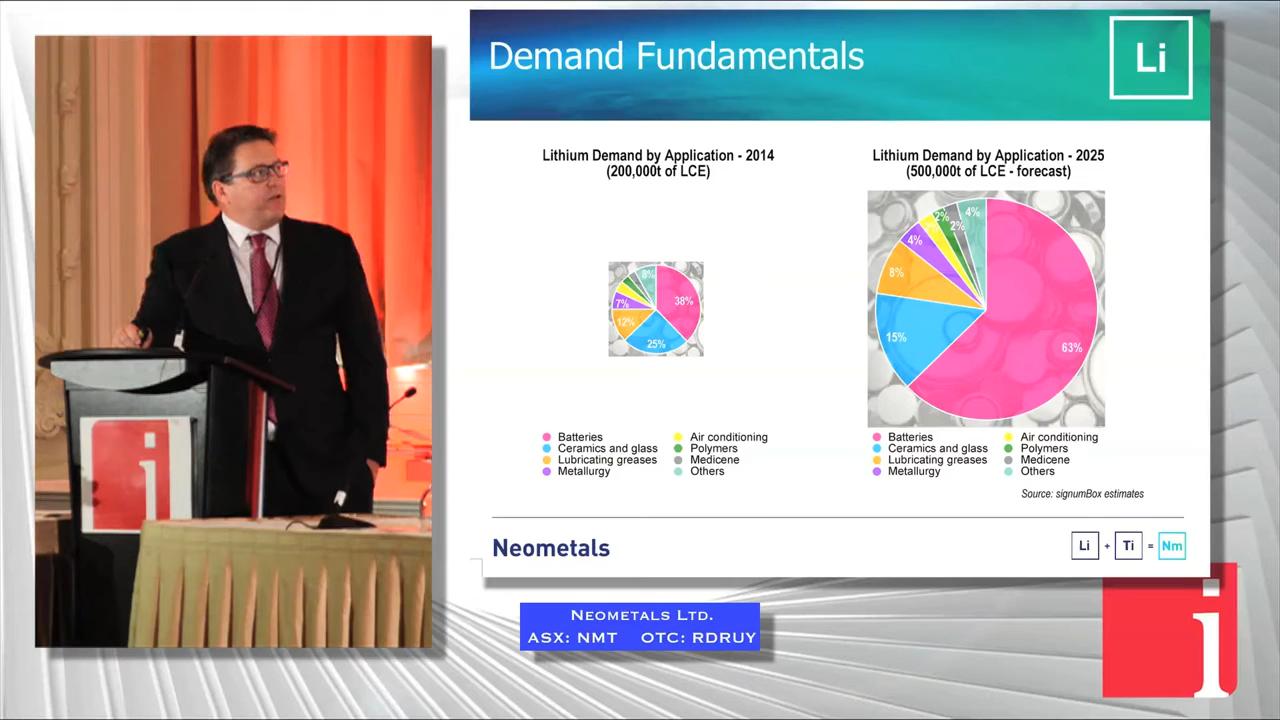 Demand Fundamentals
Li
Lithium Demand by Application - 2014
(200,000t of LCE)
8%
38%
7%
12%
25%
Batteries
Ceramics and glass
Lubricating greases
Metallurgy
Air conditioning
Polymers
Medicene
Others
Lithium Demand by Application - 2025
(500,000t of LCE - forecast)
4%
2%
2%
4%
8%
15%
63%
Batteries
Ceramics and glass
Lubricating greases
Metallurgy
Air conditioning
Polymers
Medicene
Others
Source: signumBox estimates
Neometals
Li + Ti = Nm
Neometals Ltd.
ASX: NMT OTC: RDRUY
i
i